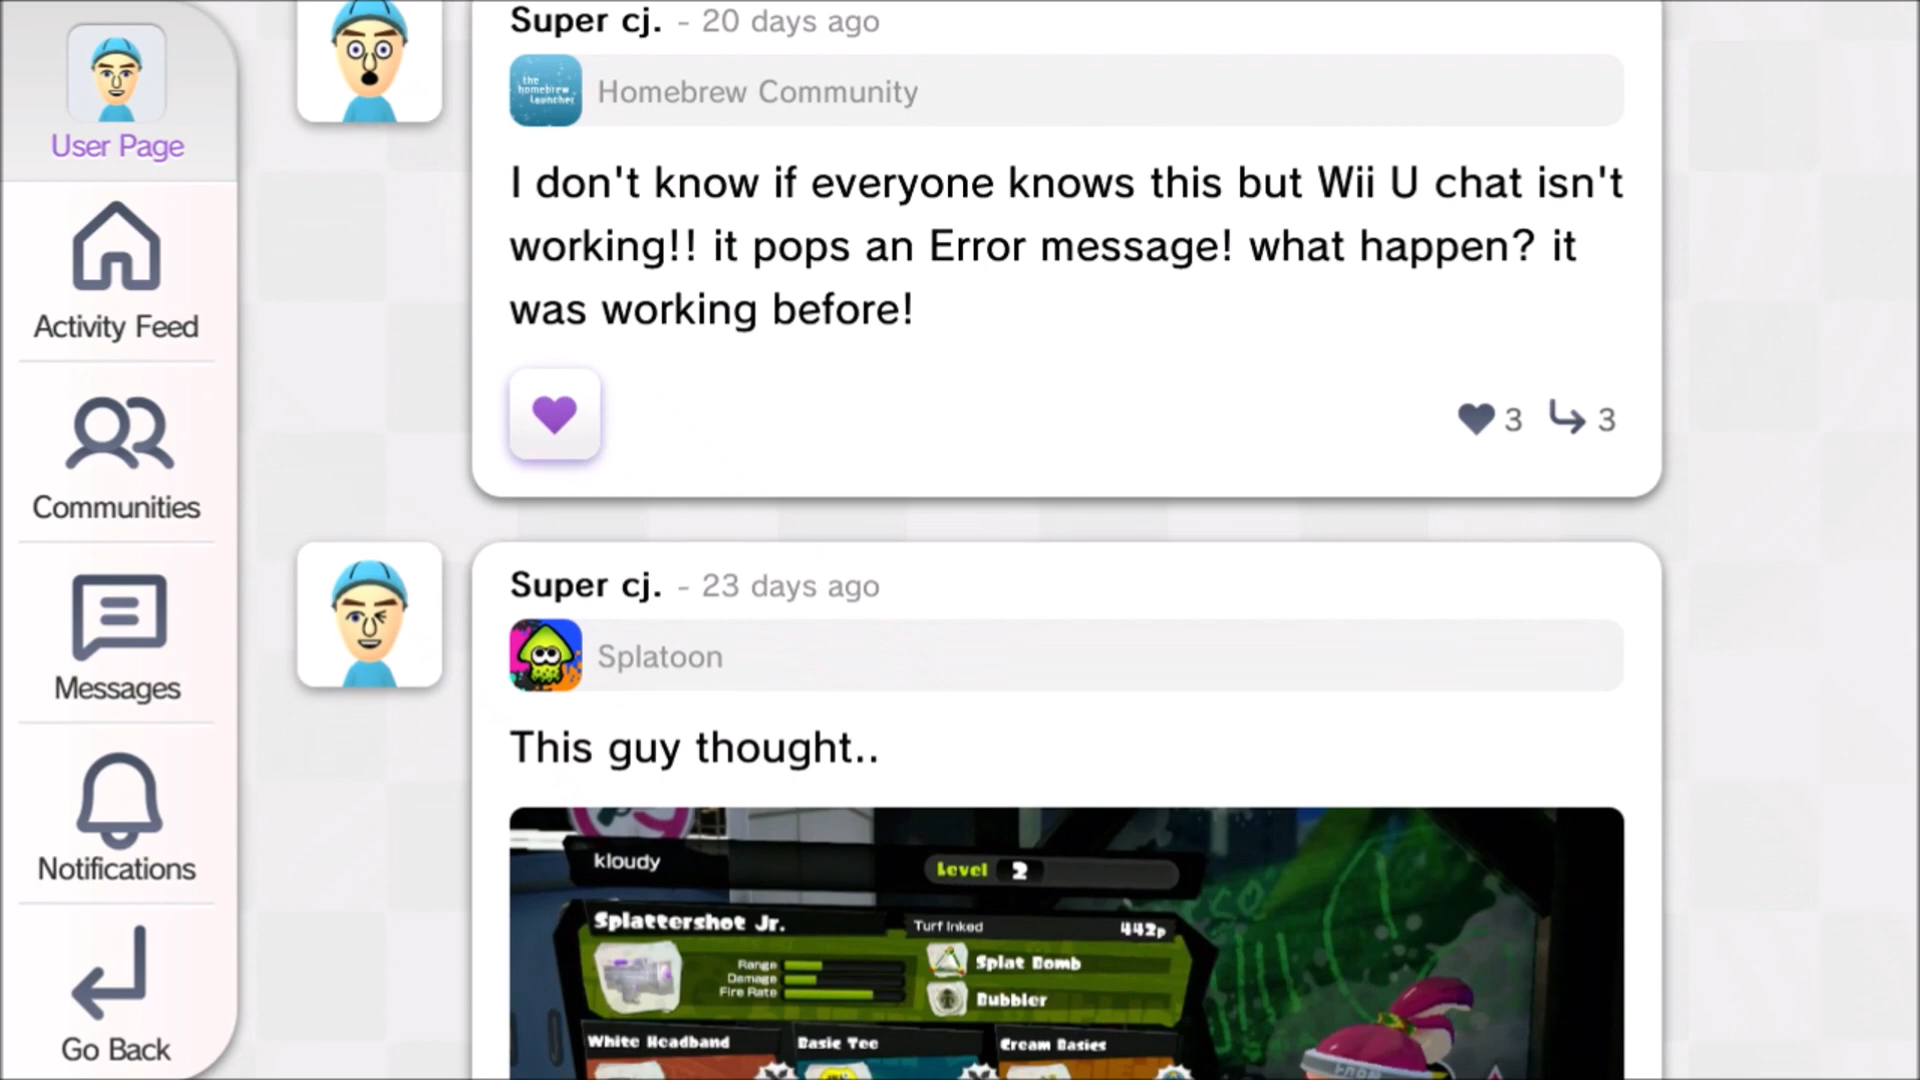 User Page
Activity Feed
Communities
Messages
Notifications
Go Back
Super cj. - 20 days ago
the homebrew launcher
Homebrew Community
I don't know if everyone knows this but Wii U chat isn't
working!! it pops an Error message! what happen? it
was working before!
3 3
Super cj. - 23 days ago
Splatoon
This guy thought..
kloudy
Level 2
Splattershot Jr.
Turf Inked 442p
Range
Damage
Fire Rate
Splat Bomb
Bubbler
White Headband
Basic Tee
Cream Basics